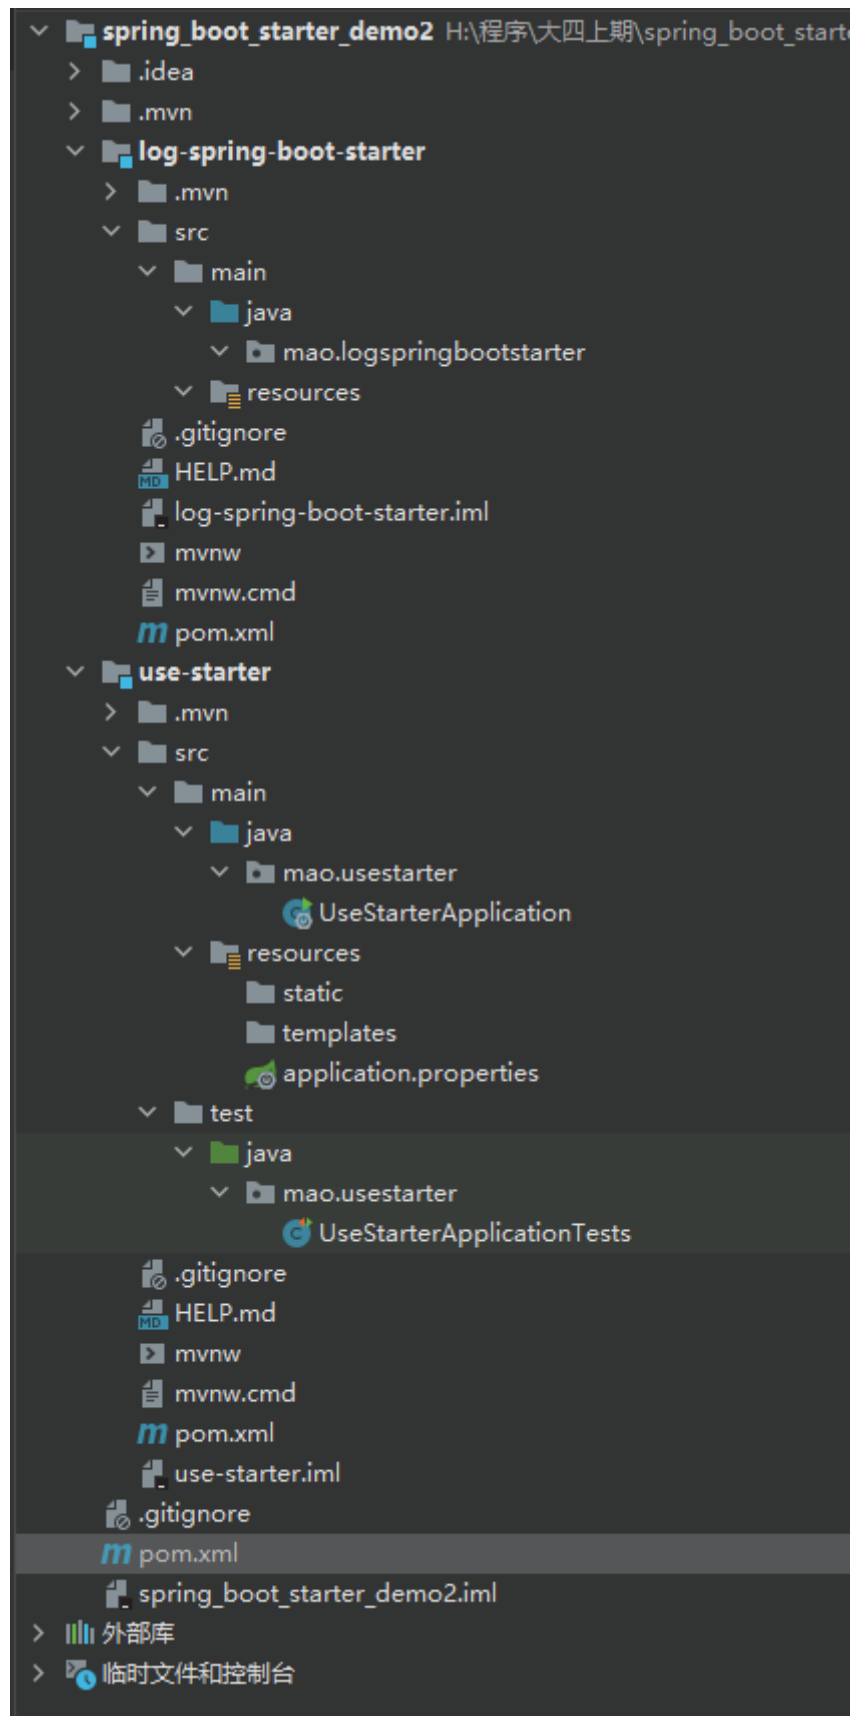 spring_boot_starter_demo2 H:\程序\大四上期\spring_boot_starte
.idea
.mvn
log-spring-boot-starter
.mvn
src
main
java
mao.logspringbootstarter
resources
.gitignore
HELP.md
log-spring-boot-starter.iml
mvnw
mvnw.cmd
pom.xml
use-starter
.mvn
src
main
java
mao.usestarter
UseStarterApplication
resources
static
templates
application.properties
test
java
mao.usestarter
UseStarterApplicationTests
.gitignore
HELP.md
mvnw
mvnw.cmd
pom.xml
use-starter.iml
.gitignore
pom.xml
spring_boot_starter_demo2.iml
外部库
临时文件和控制台